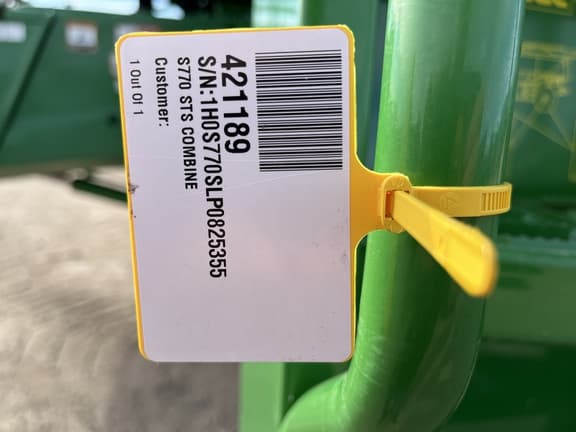 421189
S/N:1H0S770SLP0825355
S770 STS COMBINE
Customer:
1 Out Of 1